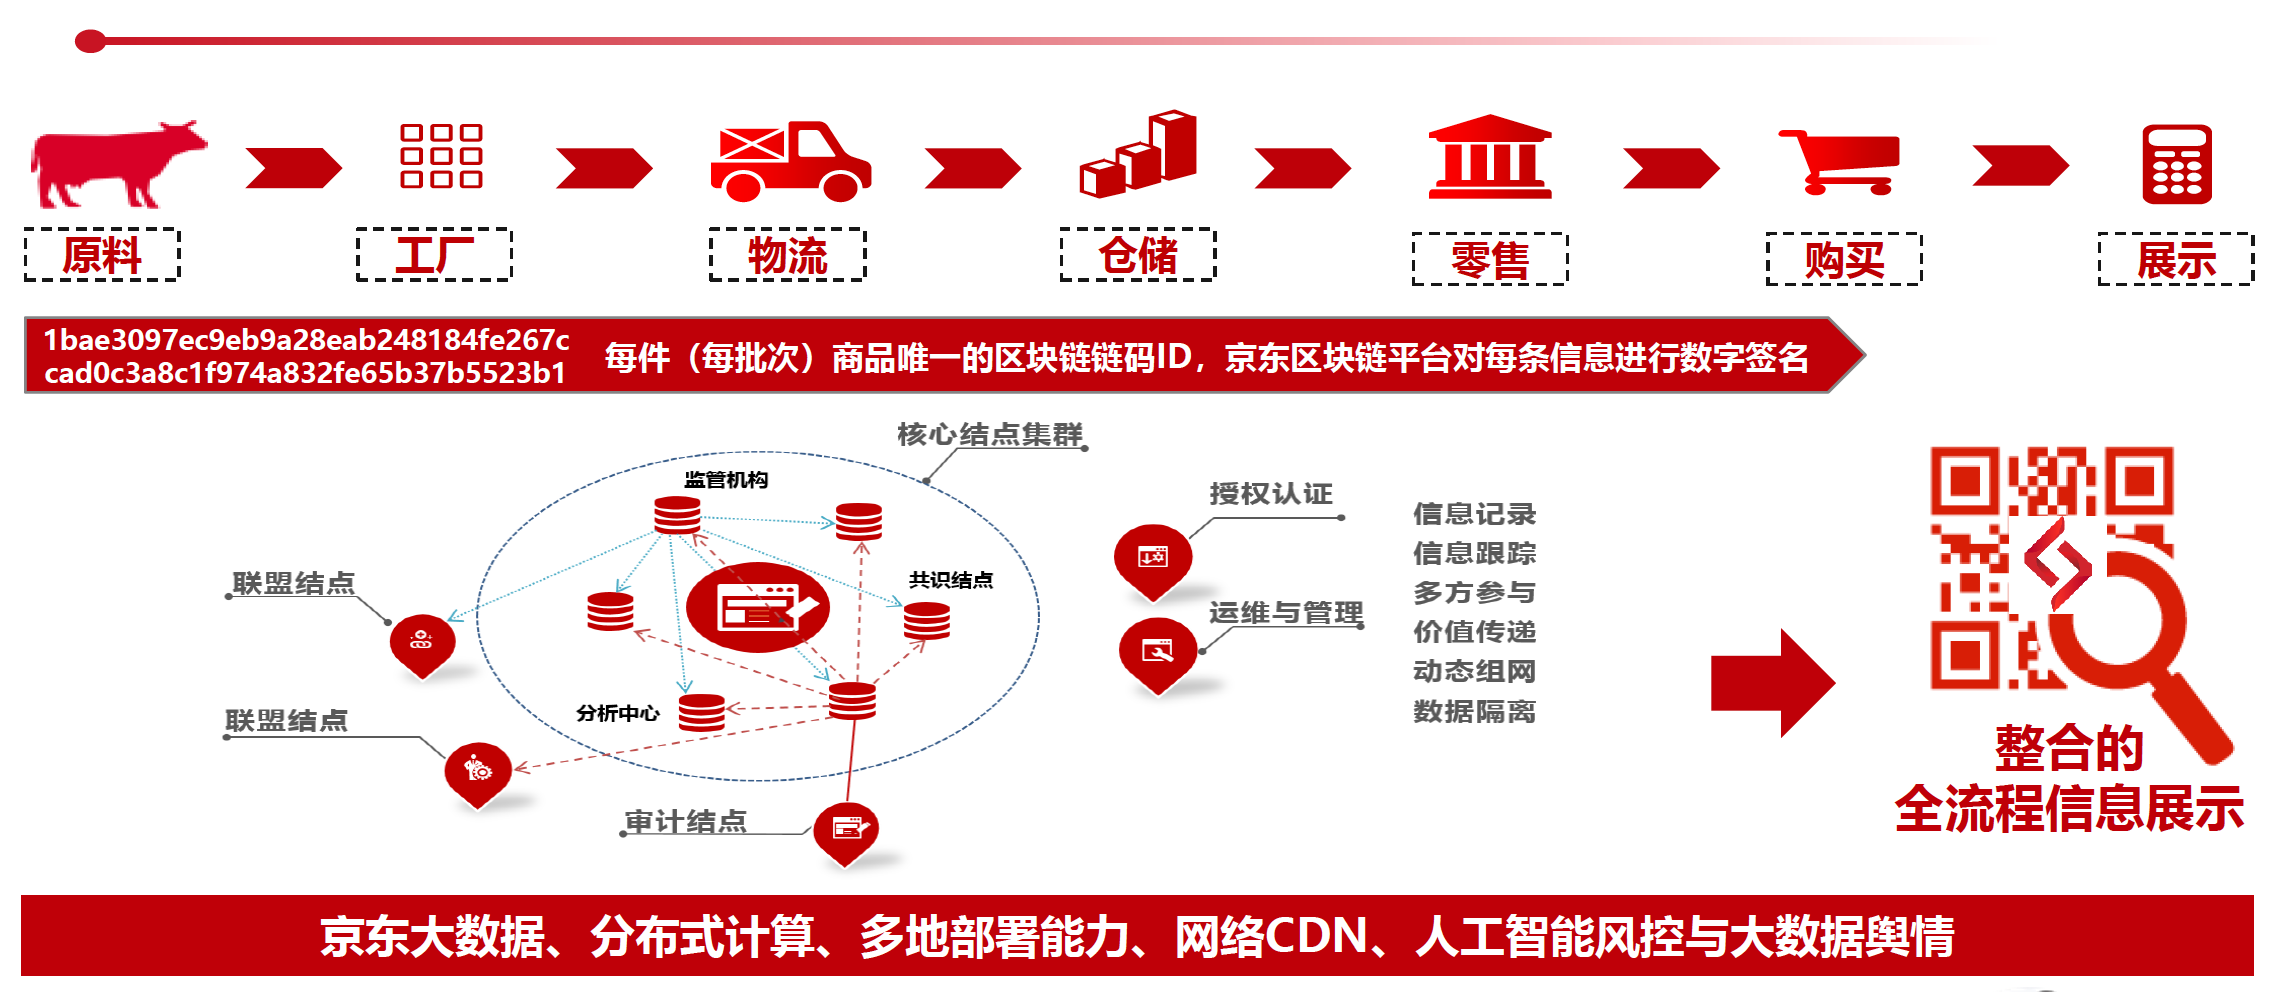 原料
工厂
物流
仓储
零售
购买
展示
1bae3097ec9eb9a28eab248184fe267c
cad0c3a8c1f974a832fe65b37b5523b1
每件（每批次）商品唯一的区块链链码ID，京东区块链平台对每条信息进行数字签名
核心结点集群
监管机构
共识结点
分析中心
联盟结点
联盟结点
审计结点
授权认证
运维与管理
信息记录
信息跟踪
多方参与
价值传递
动态组网
数据隔离
整合的
全流程信息展示
京东大数据、分布式计算、多地部署能力、网络CDN、人工智能风控与大数据舆情